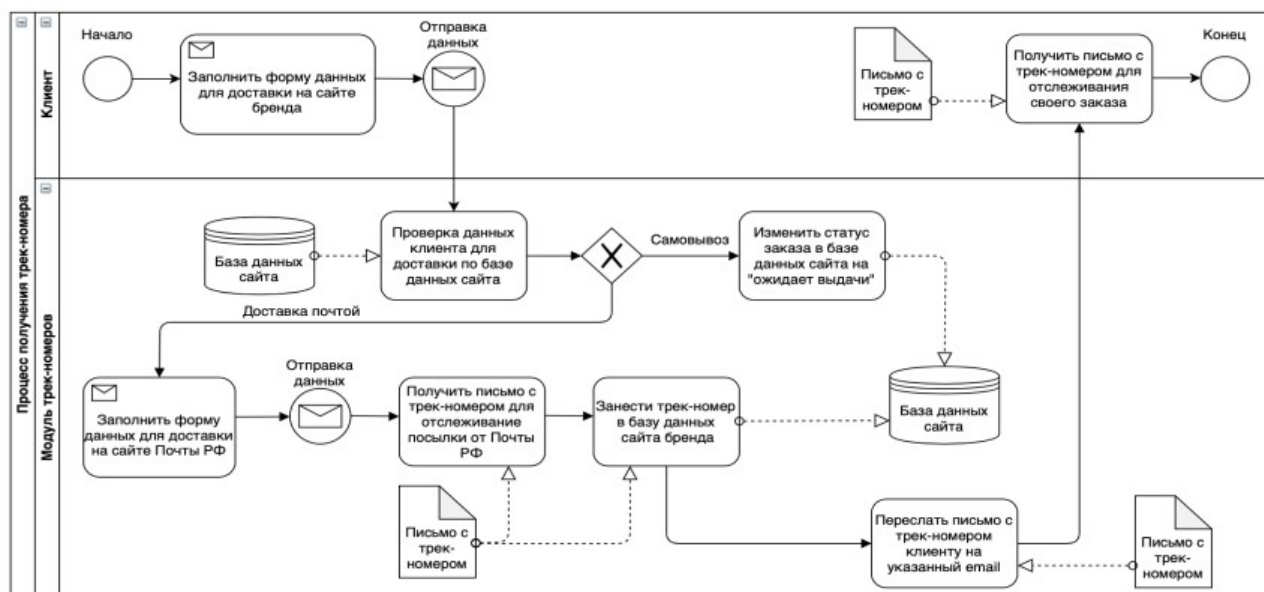 Процесс получения трек-номера
Клиент
Начало
Заполнить форму данных
для доставки на сайте
бренда
Отправка
данных
Письмо с
трек-
номером
Получить письмо с
трек-номером для
отслеживания
своего заказа
Конец
Модуль трек-номеров
База данных
сайта
Проверка данных
клиента для
доставки по базе
данных сайта
Самовывоз
Изменить статус
заказа в базе
данных сайта на
"ожидает выдачи"
Доставка почтой
Заполнить форму
данных для доставки
на сайте Почты РФ
Отправка
данных
Получить письмо с
трек-номером для
отслеживание
посылки от Почты
РФ
Занести трек-номер
в базу данных
сайта бренда
База данных
сайта
Письмо с
трек-
номером
Переслать письмо с
трек-номером
клиенту на
указанный email
Письмо с
трек-
номером